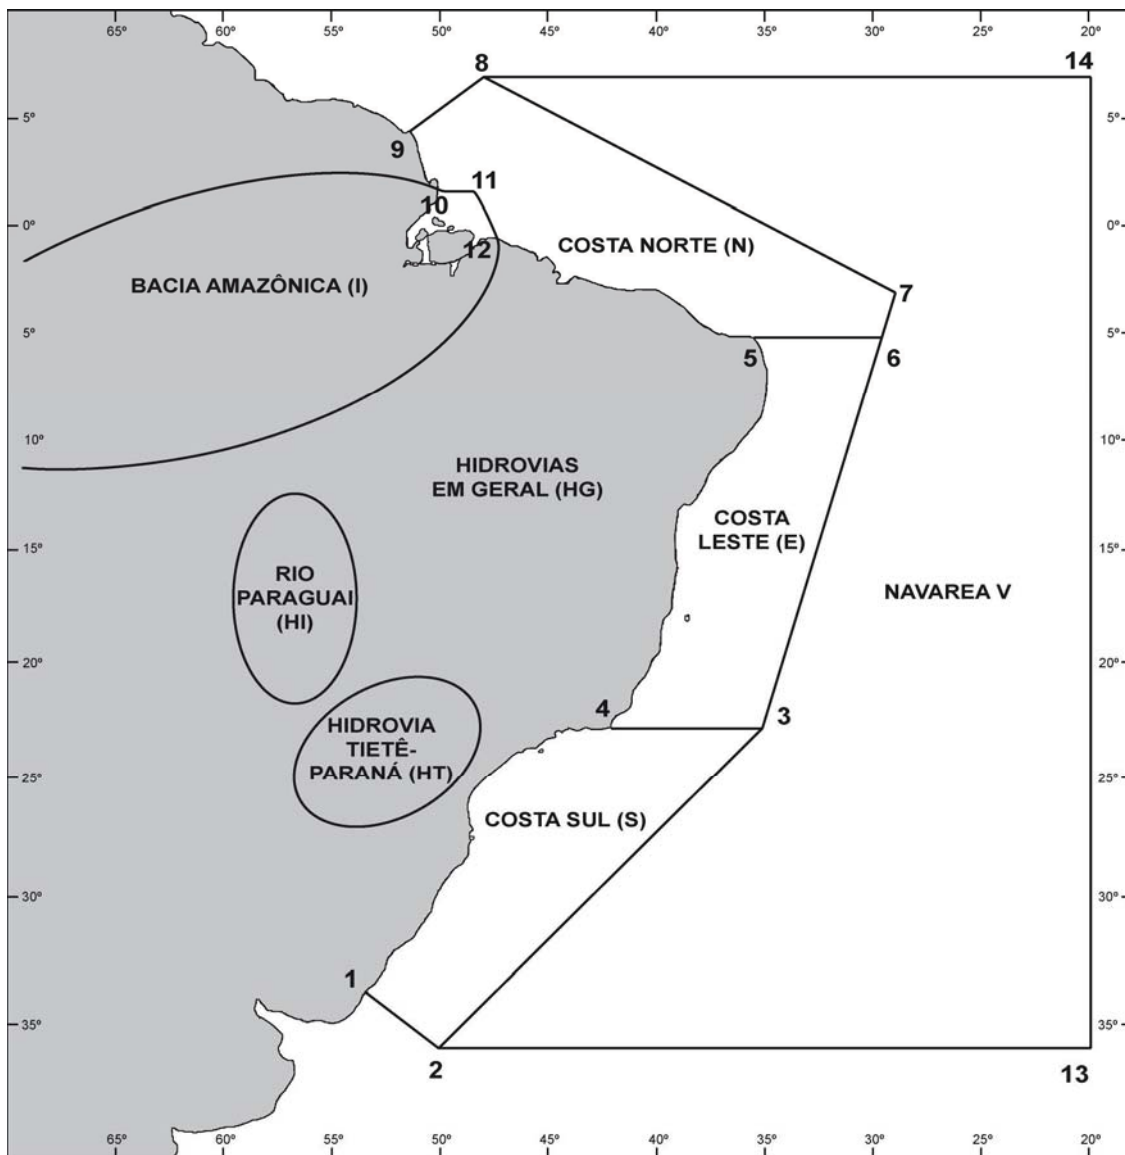 65° 60° 55° 50° 45° 40° 35° 30° 25° 20°
8
14
5° 5°
9
11
10
0° 0°
12
COSTA NORTE (N)
BACIA AMAZÔNICA (I)
7
5° 5°
5
6
10° 10°
HIDROVIAS
EM GERAL (HG)
COSTA
LESTE (E)
15° 15°
RIO
PARAGUAI
(HI)
NAVAREA V
20° 20°
4
3
HIDROVIA
TIETÊ-
PARANÁ (HT)
25° 25°
COSTA SUL (S)
30° 30°
1
35° 35°
2
13
65° 60° 55° 50° 45° 40° 35° 30° 25° 20°